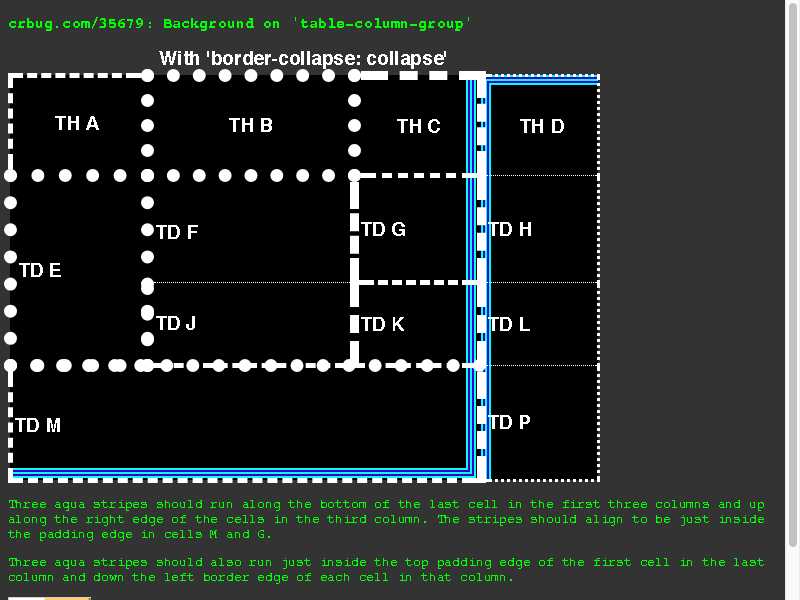 crbug.com/35679: Background on 'table-column-group'
With 'border-collapse: collapse'
TH A
TH B
TH C
TH D
TD E
TD F
TD G
TD H
TD J
TD K
TD L
TD M
TD P
Three aqua stripes should run along the bottom of the last cell in the first three columns and up
along the right edge of the cells in the third column. The stripes should align to be just inside
the padding edge in cells M and G.
Three aqua stripes should also run just inside the top padding edge of the first cell in the last
column and down the left border edge of each cell in that column.